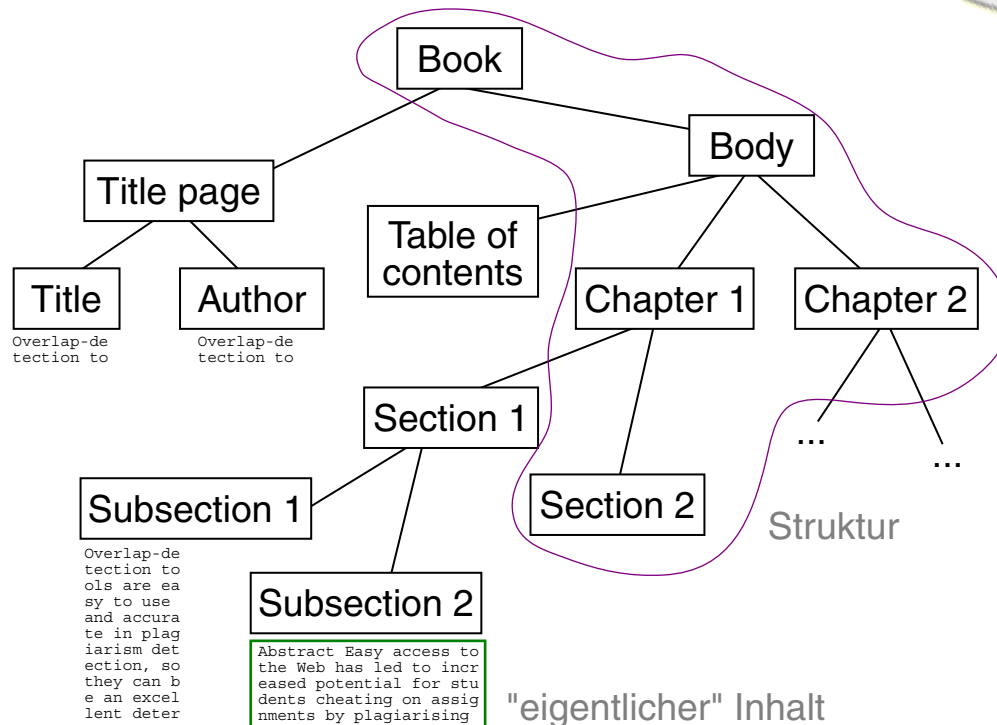 Book
Body
Title page
Table of
contents
Title
Author
Chapter 1
Chapter 2
Overlap-de
tection to
Overlap-de
tection to
Section 1
...
...
Subsection 1
Section 2
Struktur
Overlap-de
tection to
ols are ea
sy to use
and accura
te in plag
iarism det
ection, so
they can b
e an excel
lent deter
Subsection 2
Abstract Easy access to
the Web has led to incr
eased potential for stu
dents cheating on assig
nments by plagiarising
"eigentlicher" Inhalt